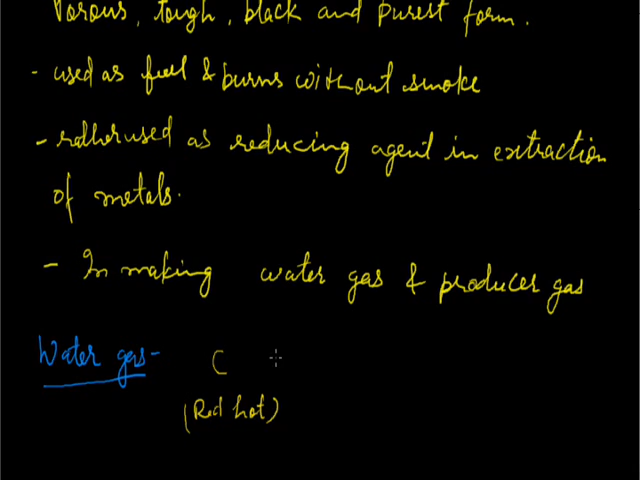 Porous, tough, black and purest form.
- used as fuel & burns without smoke
- rather used as reducing agent in extraction
of metals.
- In making water gas & producer gas
Water gas- C
(Red hot)